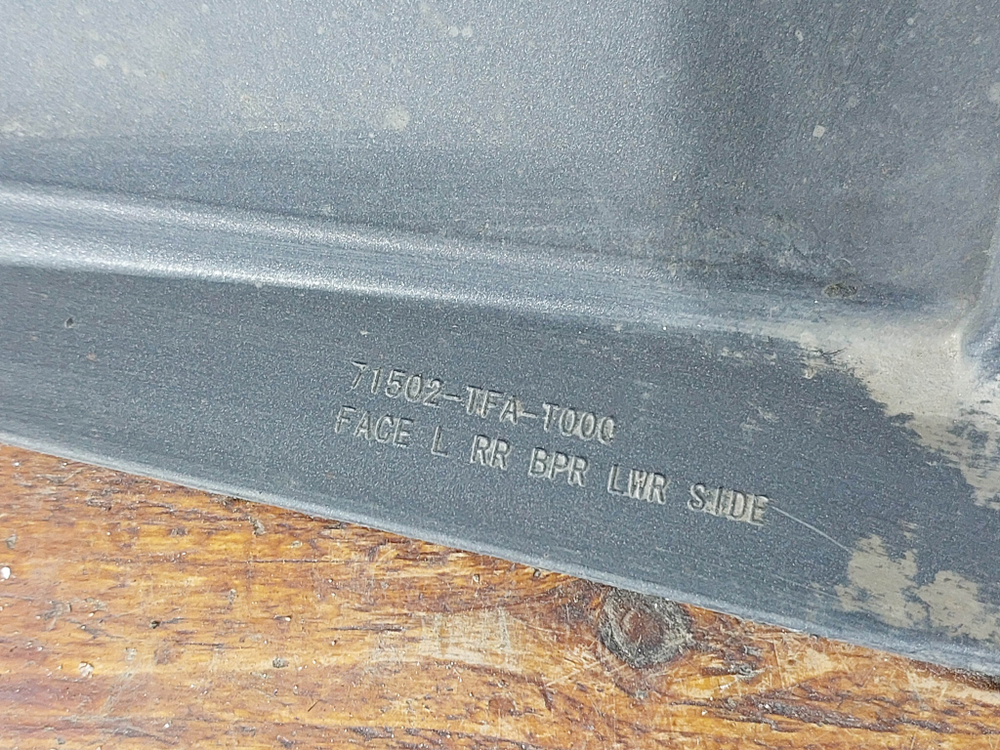 71502-TFA-T000
FACE L RR BPR LWR SIDE